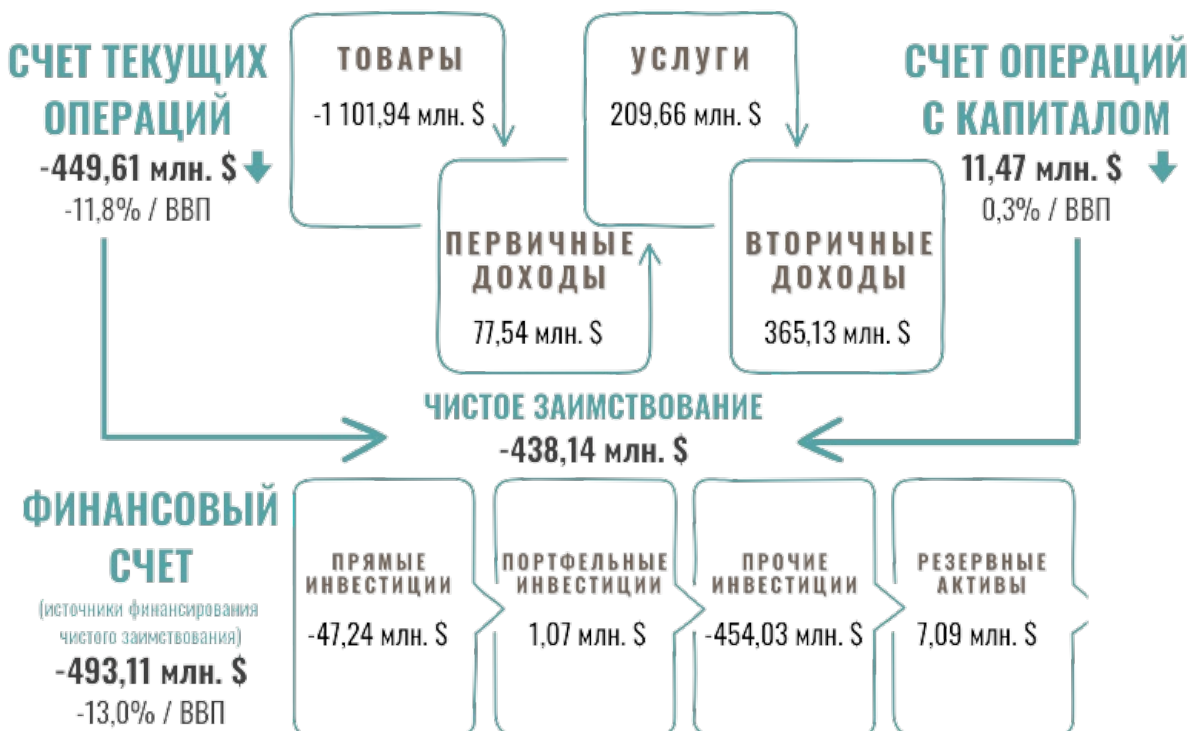 СЧЕТ ТЕКУЩИХ
ОПЕРАЦИЙ
-449,61 млн. $
-11,8% / ВВП
ТОВАРЫ
-1 101,94 млн. $
УСЛУГИ
209,66 млн. $
СЧЕТ ОПЕРАЦИЙ
С КАПИТАЛОМ
11,47 млн. $
0,3% / ВВП
ПЕРВИЧНЫЕ
ДОХОДЫ
77,54 млн. $
ВТОРИЧНЫЕ
ДОХОДЫ
365,13 млн. $
ЧИСТОЕ ЗАИМСТВОВАНИЕ
-438,14 млн. $
ФИНАНСОВЫЙ
СЧЕТ
(источники финансирования
чистого заимствования)
-493,11 млн. $
-13,0% / ВВП
ПРЯМЫЕ
ИНВЕСТИЦИИ
-47,24 млн. $
ПОРТФЕЛЬНЫЕ
ИНВЕСТИЦИИ
1,07 млн. $
ПРОЧИЕ
ИНВЕСТИЦИИ
-454,03 млн. $
РЕЗЕРВНЫЕ
АКТИВЫ
7,09 млн. $